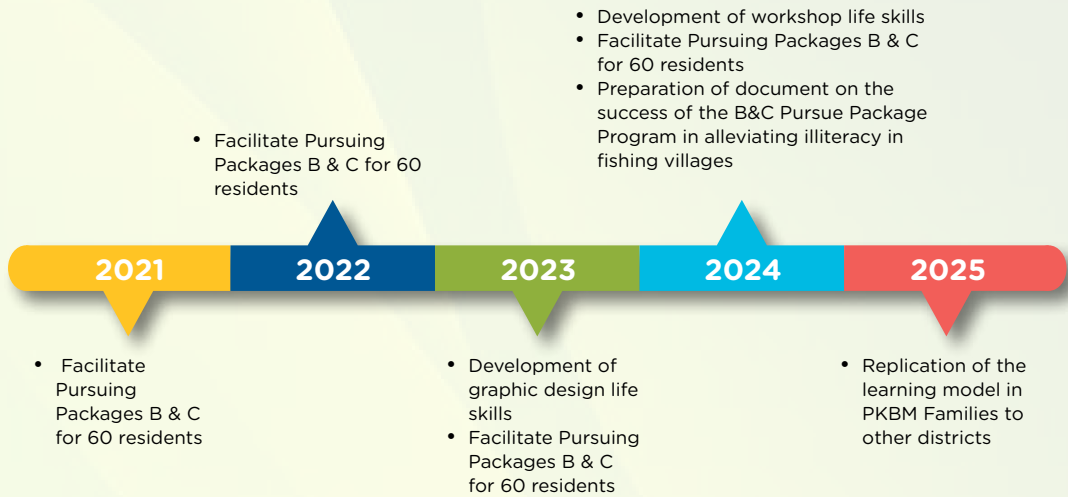 • Development of workshop life skills
• Facilitate Pursuing Packages B & C
for 60 residents
• Preparation of document on the
success of the B&C Pursue Package
Program in alleviating illiteracy in
fishing villages
• Facilitate Pursuing
Packages B & C for 60
residents
2021
2022
2023
2024
2025
• Facilitate
Pursuing
Packages B & C
for 60 residents
• Development of
graphic design life
skills
• Facilitate Pursuing
Packages B & C
for 60 residents
• Replication of the
learning model in
PKBM Families to
other districts